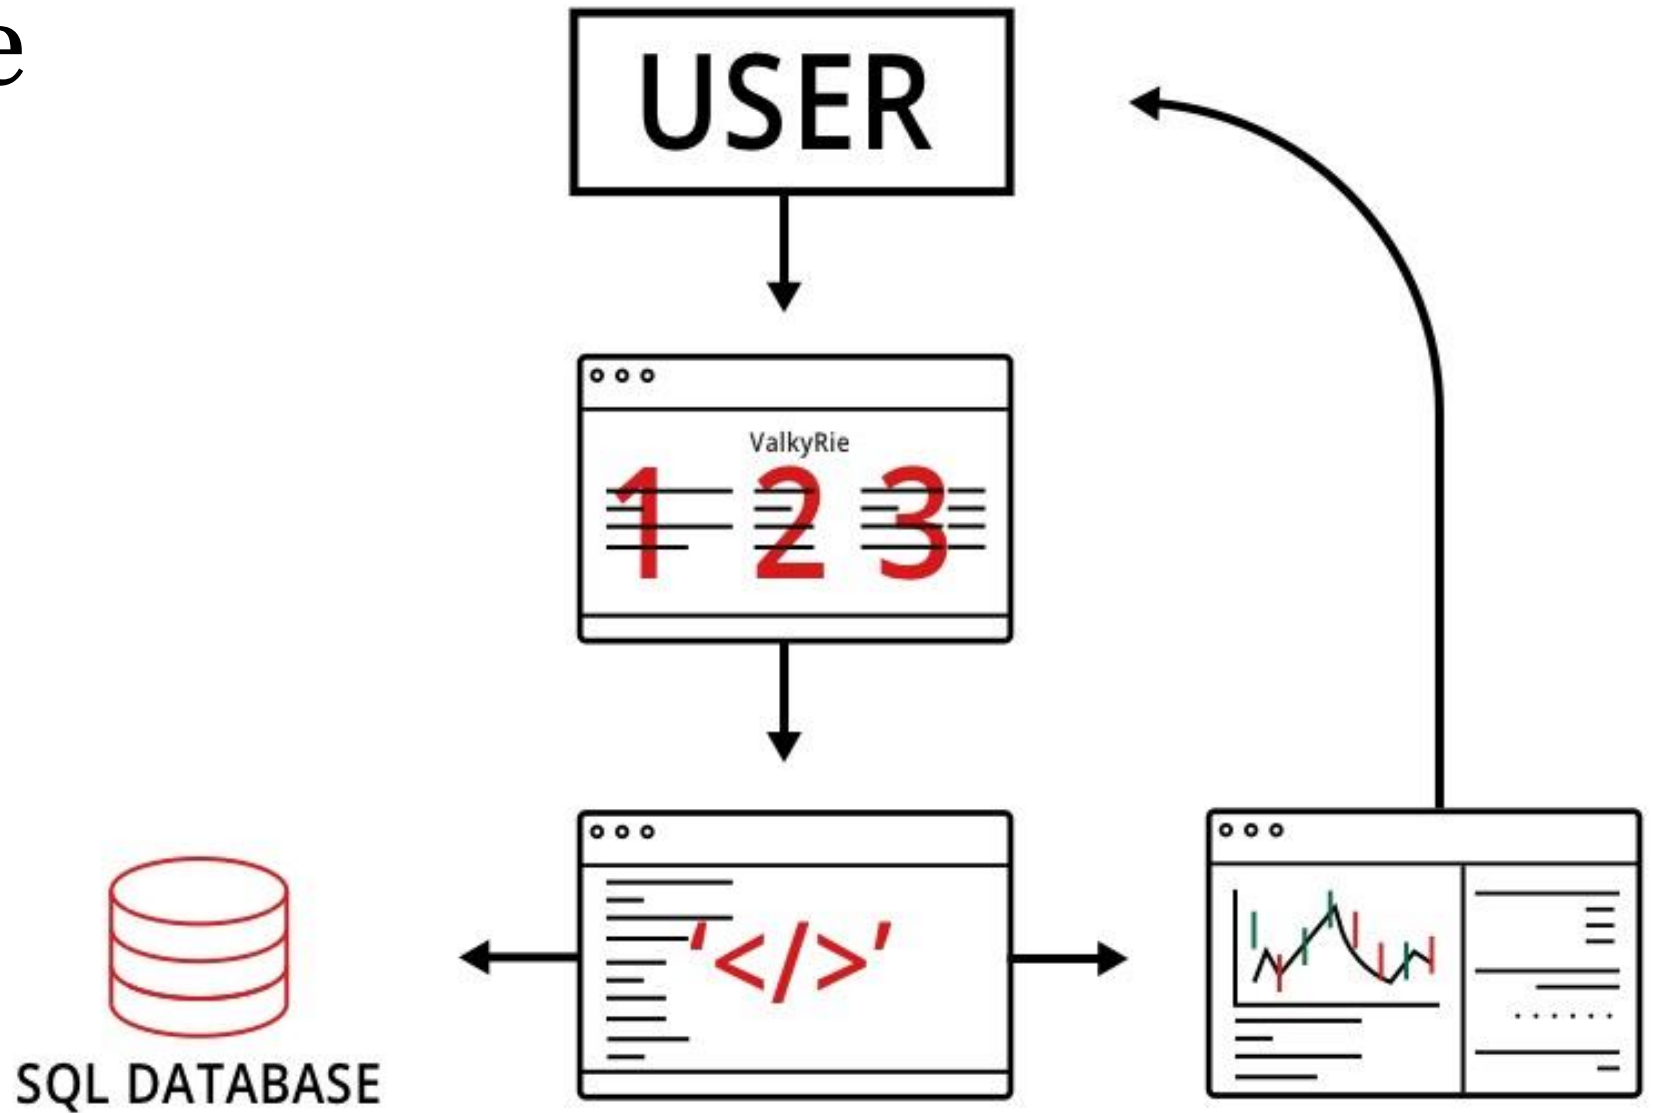 e
USER
ValkyRie
1 2 3
'</>'
SQL DATABASE